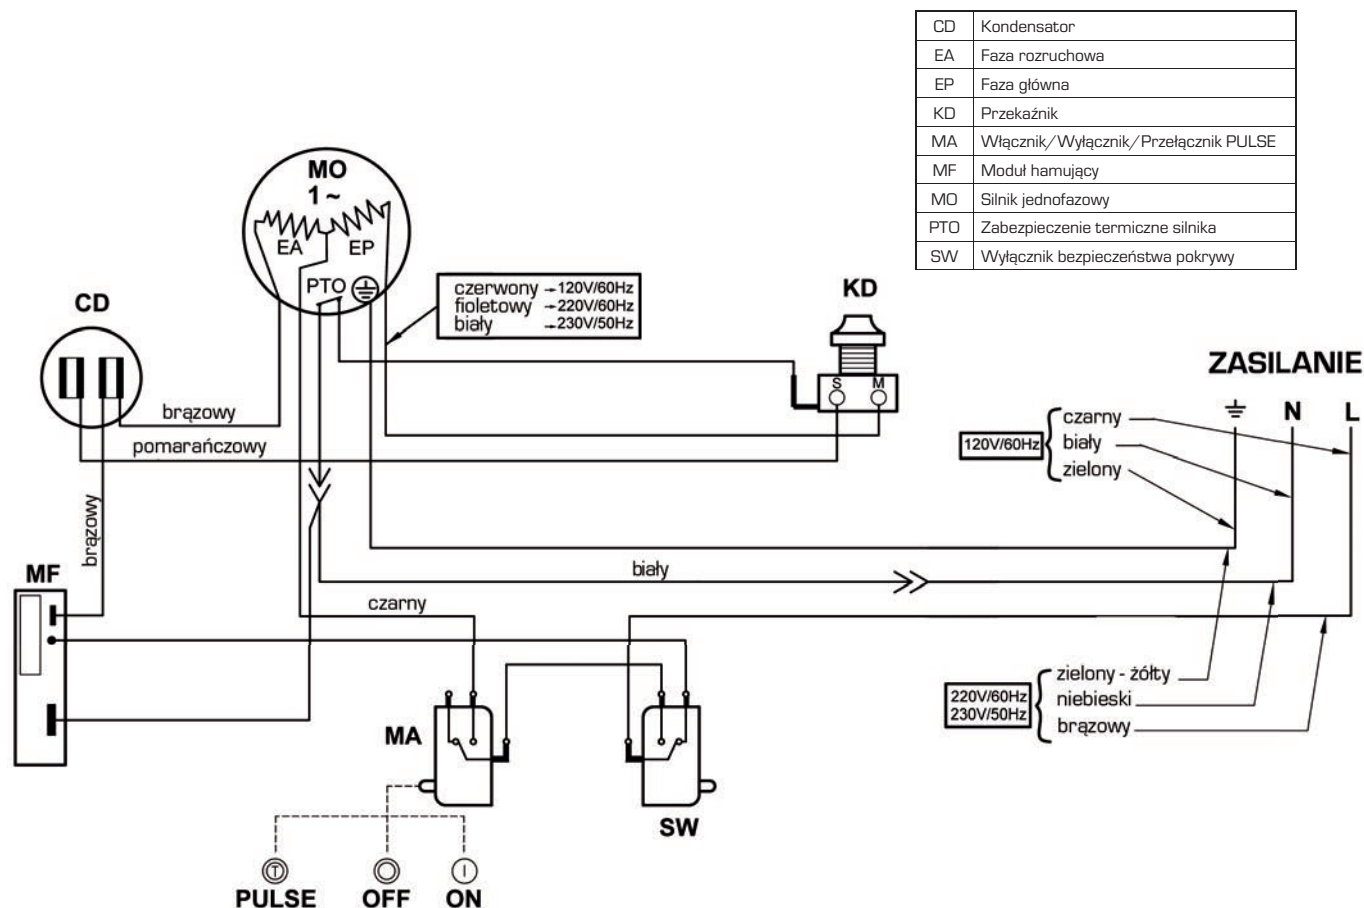 CD Kondensator
EA Faza rozruchowa
EP Faza główna
KD Przekaźnik
MA Włącznik/Wyłącznik/Przełącznik PULSE
MF Moduł hamujący
MO Silnik jednofazowy
PTO Zabezpieczenie termiczne silnika
SW Wyłącznik bezpieczeństwa pokrywy
MO
1 ~
EA EP
PTO
czerwony → 120V/60Hz
fioletowy → 220V/60Hz
biały → 230V/50Hz
KD
S M
CD
brązowy
pomarańczowy
brązowy
ZASILANIE
N L
120V/60Hz
czarny
biały
zielony
MF
biały
czarny
220V/60Hz
230V/50Hz
zielony - żółty
niebieski
brązowy
MA
SW
T I
PULSE OFF ON